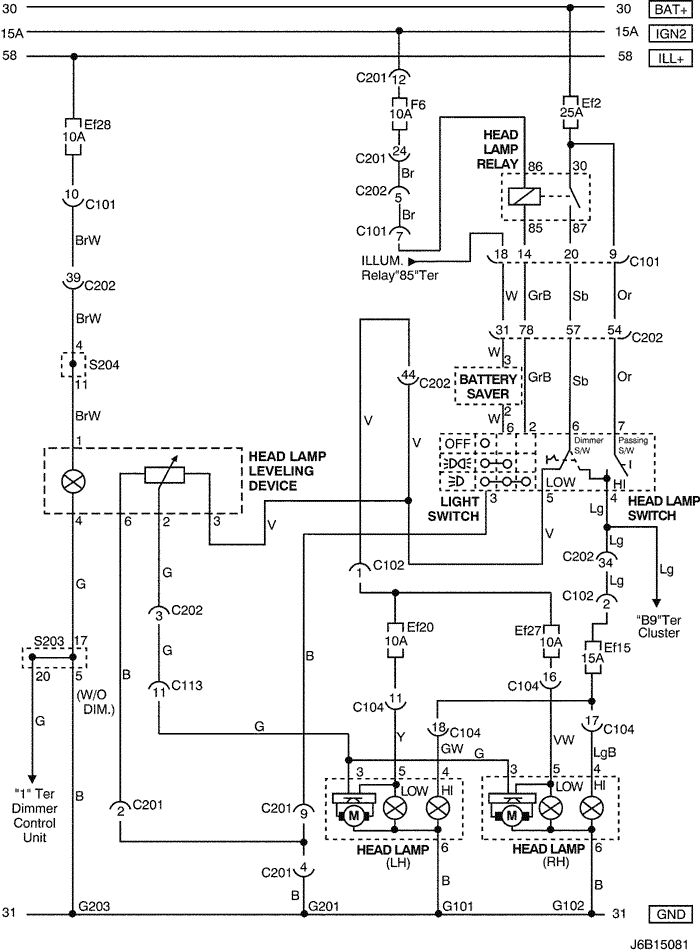 30 30 BAT+
15A 15A IGN2
58 58 ILL+
C201 12
Ef28
10A
F6
10A
Ef2
25A
HEAD
LAMP
RELAY
24
C201
Br
86 30
10
C101
C202
5
Br
C101
7
85 87
BrW
ILLUM.
Relay"85"Ter
18 14 20 9
C101
39
C202
W GrB Sb Or
BrW
31 78 57 54
C202
4
S204
11
W
3
44
C202
BATTERY
SAVER
GrB Sb Or
BrW
V V
W
2
6 2 6 7
1
HEAD LAMP
LEVELING
DEVICE
OFF
Dimmer
S/W
Passing
S/W
LOW
HI
LIGHT
SWITCH
HEAD LAMP
SWITCH
4 6 2 3
3 5 4
V
V
Lg
Lg
G
G
C102
1
C202
34
Lg
Lg
C102
2
3
C202
"B9"Ter
Cluster
Ef20
10A
Ef27
10A
Ef15
15A
S203 17
20 5
G
B
B
(W/O
DIM.)
11
C113
C104
11
C104
16
18
C104
17
C104
G
G
Y
GW
G
VW
LgB
"1" Ter
Dimmer
Control
Unit
B
3 5 4
LOW
HI
M
3 5 4
LOW
HI
M
2
C201
C201
9
HEAD LAMP
(LH)
6
HEAD LAMP
(RH)
6
C201
4
B
B
B
31 G203 G201 G101 G102 31 GND
J6B15081